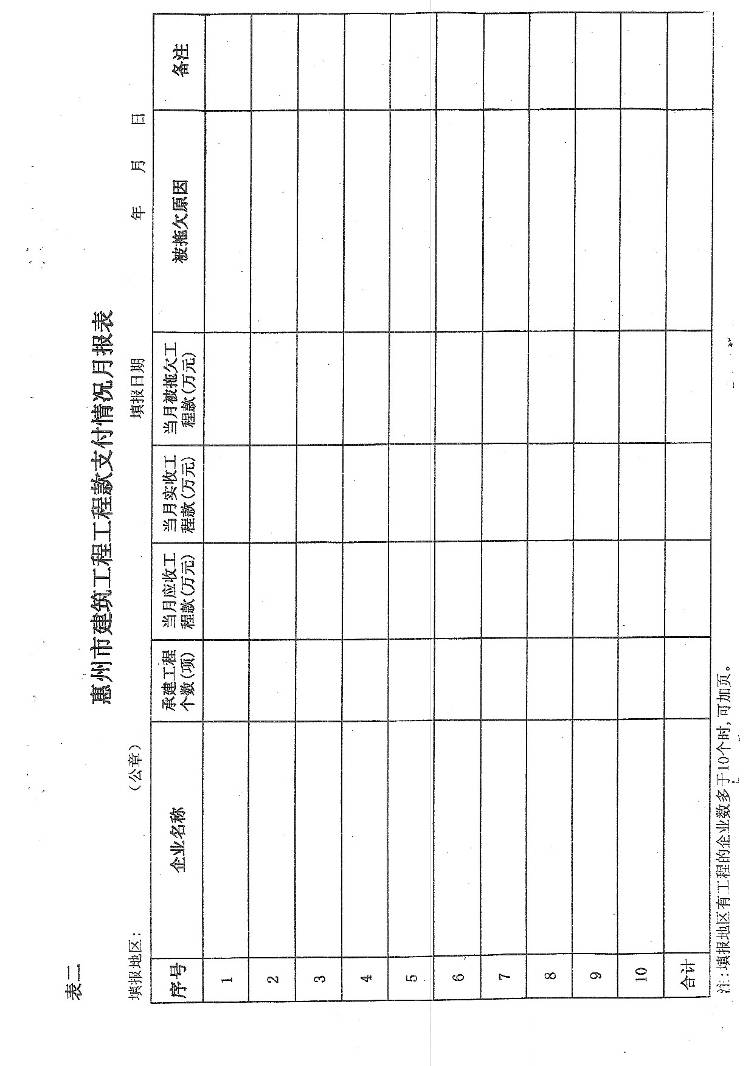 表二
惠州市建筑工程工程款支付情况月报表
填报地区： （公章） 填报日期 年 月 日
序号 企业名称 承建工程个数(项) 当月应收工程款(万元) 当月实收工程款(万元) 当月被拖欠工程款(万元) 被拖欠原因 备注
1
2
3
4
5
6
7
8
9
10
合计
注：填报地区有工程的企业数多于10个时，可加页。